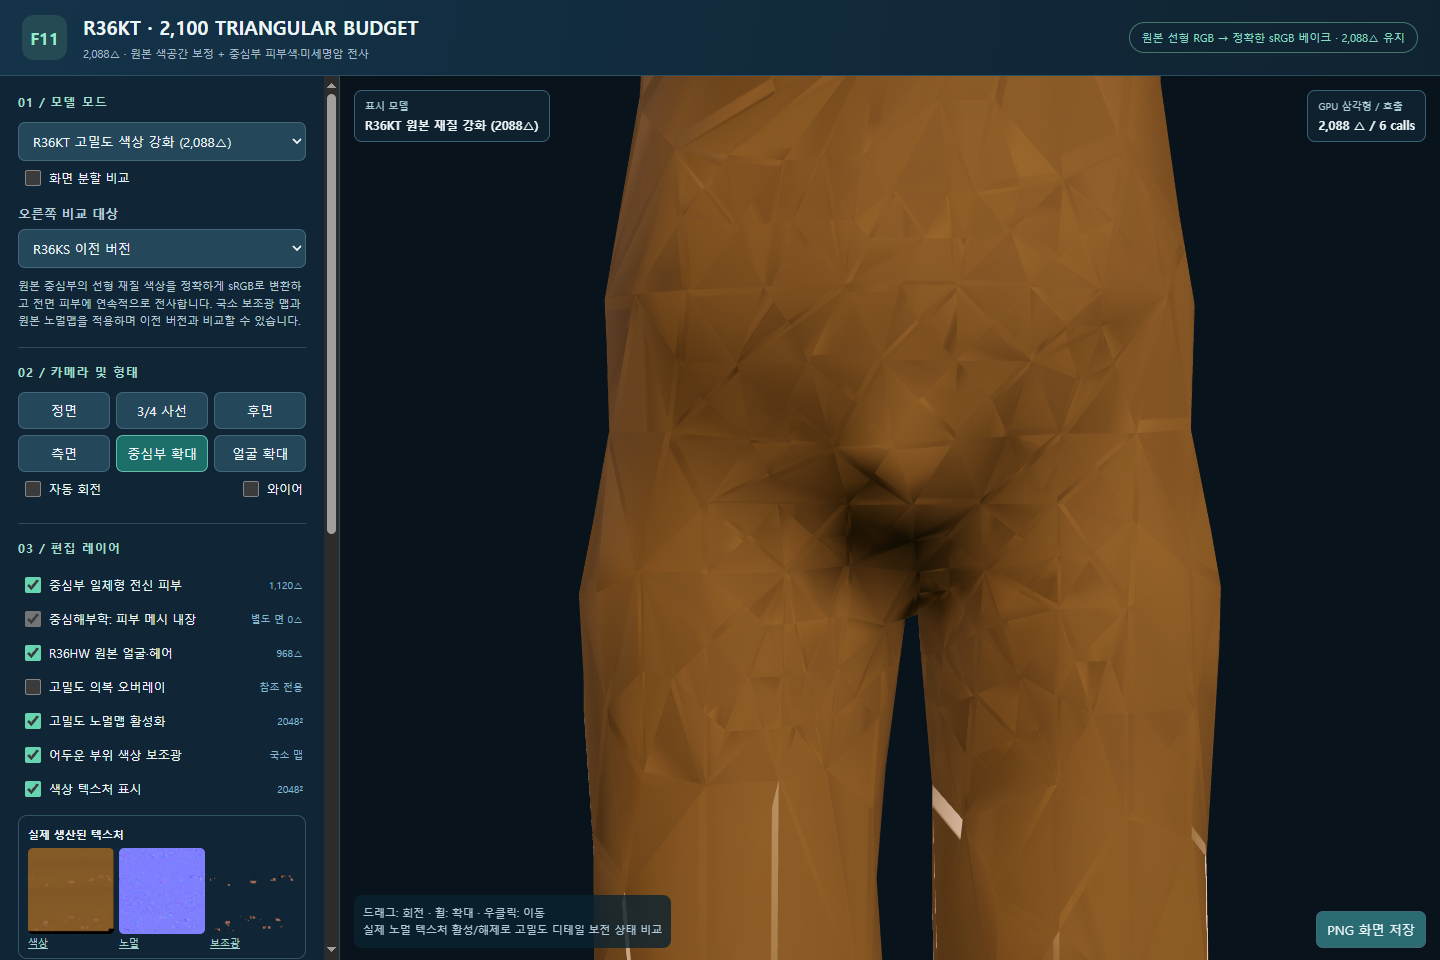 F11
R36KT · 2,100 TRIANGULAR BUDGET
2,088△ · 원본 색공간 보정 + 중심부 피부색·미세명암 전사
원본 선형 RGB → 정확한 sRGB 베이크 · 2,088△ 유지
01 / 모델 모드
R36KT 고밀도 색상 강화 (2,088△)
화면 분할 비교
오른쪽 비교 대상
R36KS 이전 버전
원본 중심부의 선형 재질 색상을 정확하게 sRGB로 변환하
고 전면 피부에 연속적으로 전사합니다. 국소 보조광 맵과
원본 노멀맵을 적용하며 이전 버전과 비교할 수 있습니다.
02 / 카메라 및 형태
정면
3/4 사선
후면
측면
중심부 확대
얼굴 확대
자동 회전
와이어
03 / 편집 레이어
중심부 일체형 전신 피부
1,120△
중심해부학: 피부 메시 내장
별도 면 0△
R36HW 원본 얼굴·헤어
968△
고밀도 의복 오버레이
참조 전용
고밀도 노멀맵 활성화
2048²
어두운 부위 색상 보조광
국소 맵
색상 텍스처 표시
2048²
실제 생산된 텍스처
색상
노멀
보조광
표시 모델
R36KT 원본 재질 강화 (2088△)
GPU 삼각형 / 호출
2,088 △ / 6 calls
드래그: 회전 · 휠: 확대 · 우클릭: 이동
실제 노멀 텍스처 활성/해제로 고밀도 디테일 보전 상태 비교
PNG 화면 저장